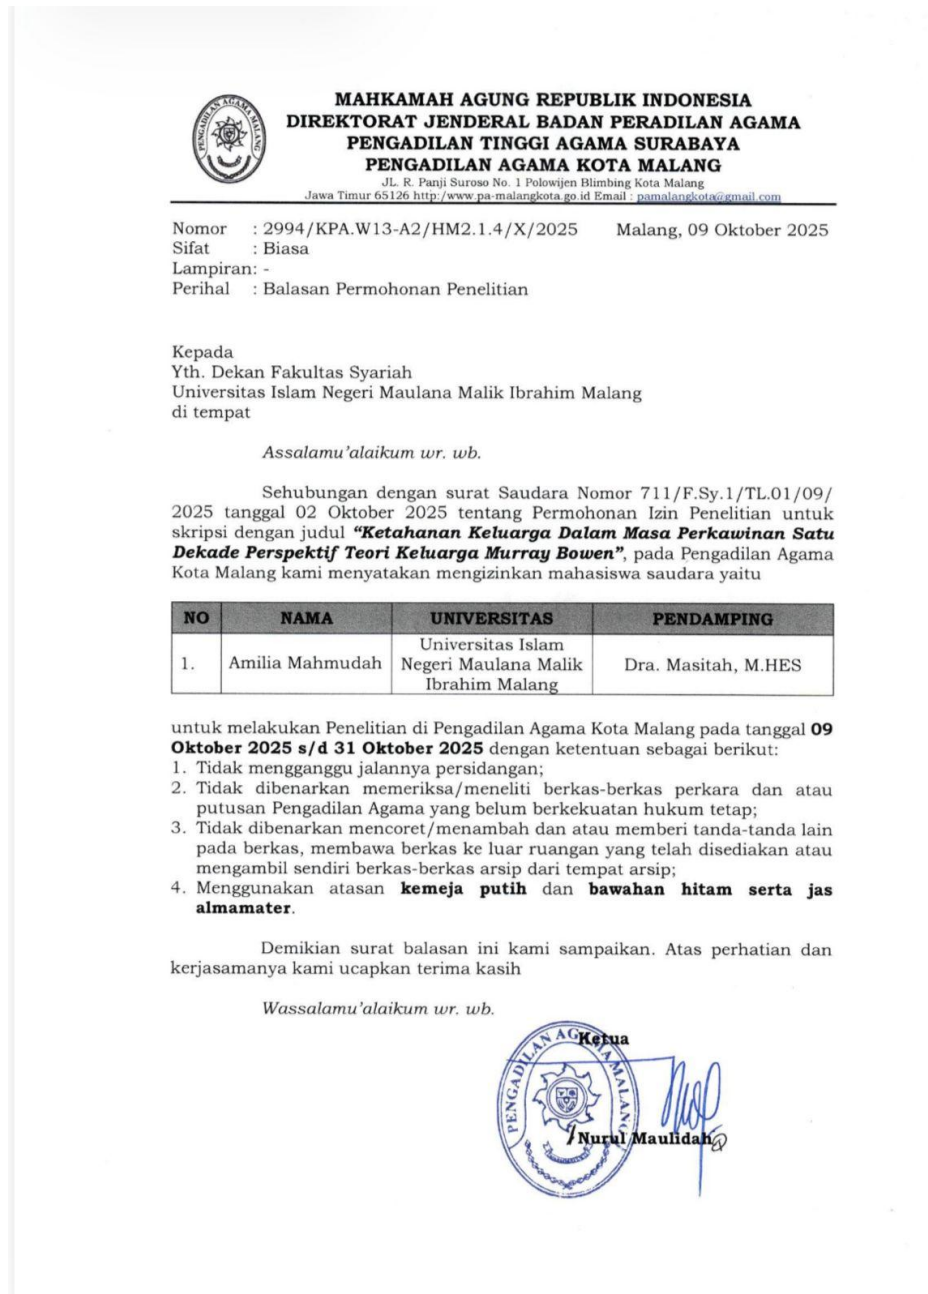 MAHKAMAH AGUNG REPUBLIK INDONESIA
DIREKTORAT JENDERAL BADAN PERADILAN AGAMA
PENGADILAN TINGGI AGAMA SURABAYA
PENGADILAN AGAMA KOTA MALANG
JL. R. Panji Suroso No. 1 Polowijen Blimbing Kota Malang
Jawa Timur 65126 http:/www.pa-malangkota.go.id Email : pamalangkota@gmail.com
PENGADILAN AGAMA MALANG
Nomor : 2994/KPA.W13-A2/HM2.1.4/X/2025 Malang, 09 Oktober 2025
Sifat : Biasa
Lampiran: -
Perihal : Balasan Permohonan Penelitian
Kepada
Yth. Dekan Fakultas Syariah
Universitas Islam Negeri Maulana Malik Ibrahim Malang
di tempat
Assalamu'alaikum wr. wb.
Sehubungan dengan surat Saudara Nomor 711/F.Sy.1/TL.01/09/
2025 tanggal 02 Oktober 2025 tentang Permohonan Izin Penelitian untuk
skripsi dengan judul “Ketahanan Keluarga Dalam Masa Perkawinan Satu
Dekade Perspektif Teori Keluarga Murray Bowen”, pada Pengadilan Agama
Kota Malang kami menyatakan mengizinkan mahasiswa saudara yaitu
NO NAMA UNIVERSITAS PENDAMPING
1. Amilia Mahmudah Universitas Islam Negeri Maulana Malik Ibrahim Malang Dra. Masitah, M.HES
untuk melakukan Penelitian di Pengadilan Agama Kota Malang pada tanggal 09
Oktober 2025 s/d 31 Oktober 2025 dengan ketentuan sebagai berikut:
1. Tidak mengganggu jalannya persidangan;
2. Tidak dibenarkan memeriksa/meneliti berkas-berkas perkara dan atau
putusan Pengadilan Agama yang belum berkekuatan hukum tetap;
3. Tidak dibenarkan mencoret/menambah dan atau memberi tanda-tanda lain
pada berkas, membawa berkas ke luar ruangan yang telah disediakan atau
mengambil sendiri berkas-berkas arsip dari tempat arsip;
4. Menggunakan atasan kemeja putih dan bawahan hitam serta jas
almamater.
Demikian surat balasan ini kami sampaikan. Atas perhatian dan
kerjasamanya kami ucapkan terima kasih
Wassalamu'alaikum wr. wb.
Ketua
PENGADILAN AGAMA MALANG
Nurul Maulidah